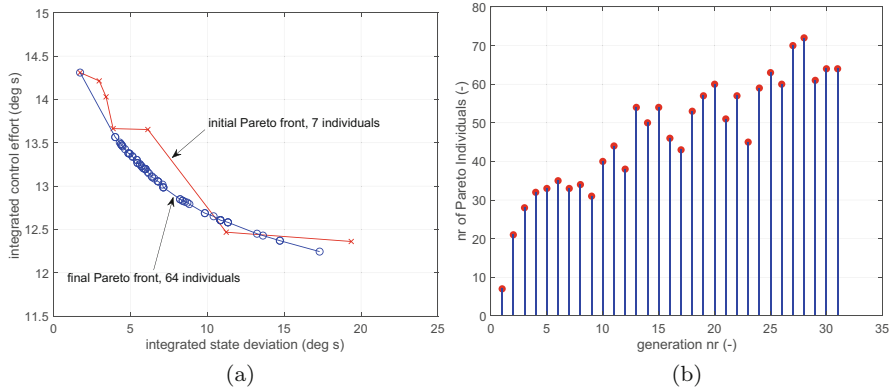 15
14.5
14
13.5
13
12.5
12
11.5
integrated control effort (deg s)
initial Pareto front, 7 individuals
final Pareto front, 64 individuals
0 5 10 15 20 25
integrated state deviation (deg s)
(a)
80
70
60
50
40
30
20
10
0
nr of Pareto Individuals (-)
0 5 10 15 20 25 30 35
generation nr (-)
(b)